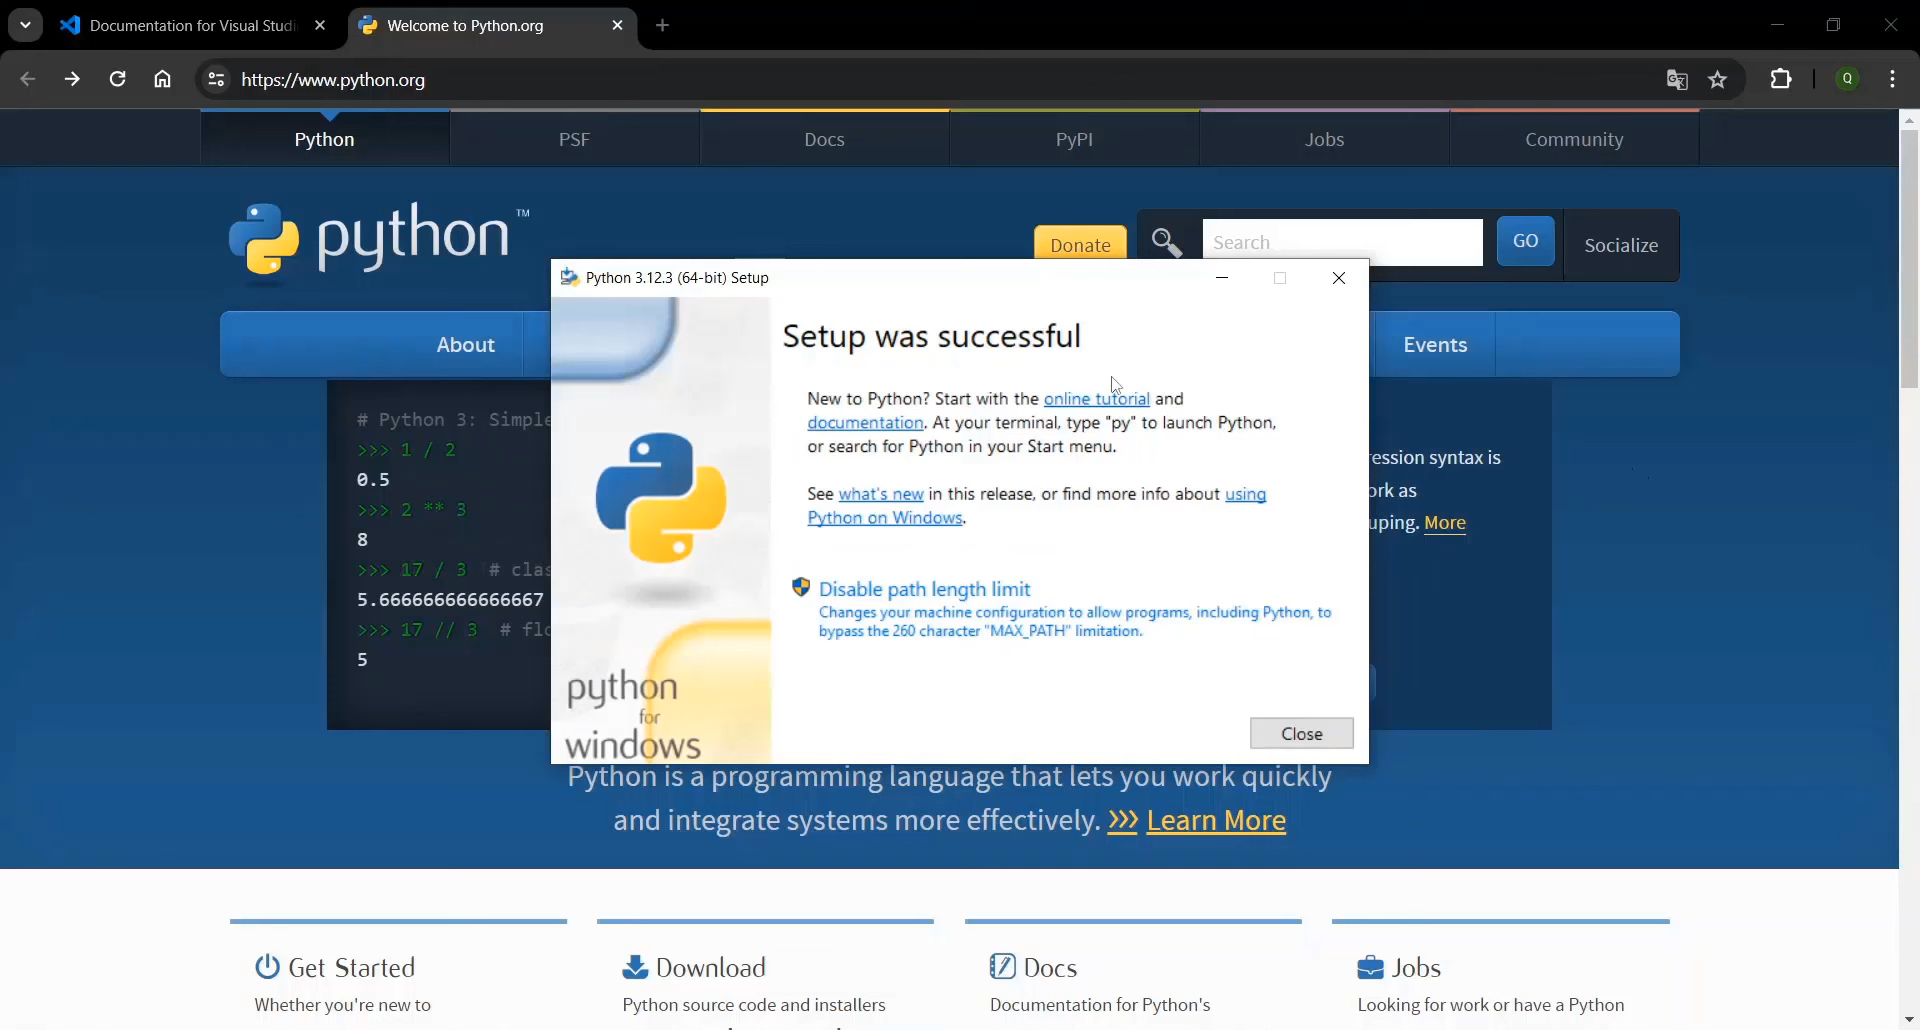 Documentation for Visual Studi
Welcome to Python.org
https://www.python.org
Q
Python
PSF
Docs
PyPI
Jobs
Community
python™
Donate
Search
GO
Socialize
About
Events
Python 3.12.3 (64-bit) Setup
Setup was successful
New to Python? Start with the online tutorial and
documentation. At your terminal, type "py" to launch Python,
or search for Python in your Start menu.
See what's new in this release, or find more info about using
Python on Windows.
Disable path length limit
Changes your machine configuration to allow programs, including Python, to
bypass the 260 character "MAX_PATH" limitation.
python
for
windows
Close
# Python 3: Simple
>>> 1 / 2
0.5
>>> 2 ** 3
8
>>> 17 / 3 # clas
5.666666666666667
>>> 17 // 3 # flo
5
ression syntax is
ork as
uping. More
Python is a programming language that lets you work quickly
and integrate systems more effectively. >>> Learn More
Get Started
Whether you're new to
Download
Python source code and installers
Docs
Documentation for Python's
Jobs
Looking for work or have a Python